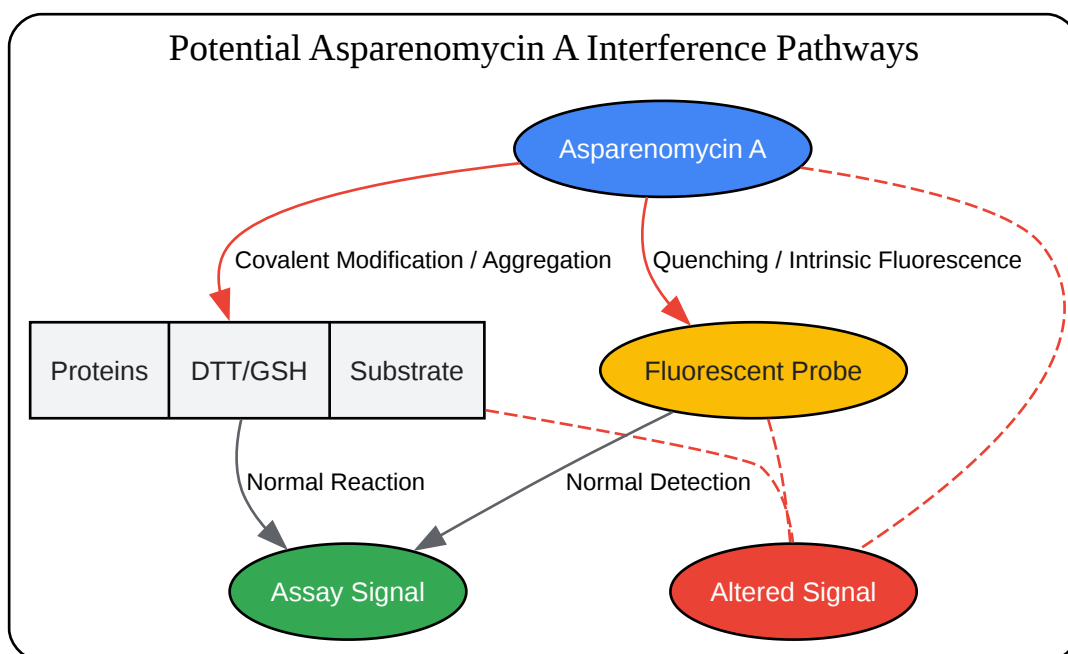 Potential Asparenomycin A Interference Pathways
Asparenomycin A
Covalent Modification / Aggregation
Quenching / Intrinsic Fluorescence
Proteins
DTT/GSH
Substrate
Fluorescent Probe
Normal Reaction
Normal Detection
Assay Signal
Altered Signal